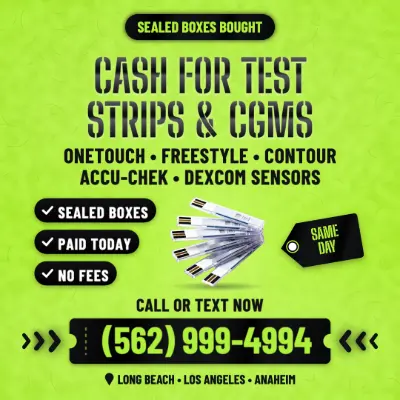 SEALED BOXES BOUGHT
CASH FOR TEST
STRIPS & CGMS
ONETOUCH • FREESTYLE • CONTOUR
ACCU-CHEK • DEXCOM SENSORS
SEALED BOXES
PAID TODAY
NO FEES
SAME
DAY
CALL OR TEXT NOW
(562) 999-4994
LONG BEACH • LOS ANGELES • ANAHEIM